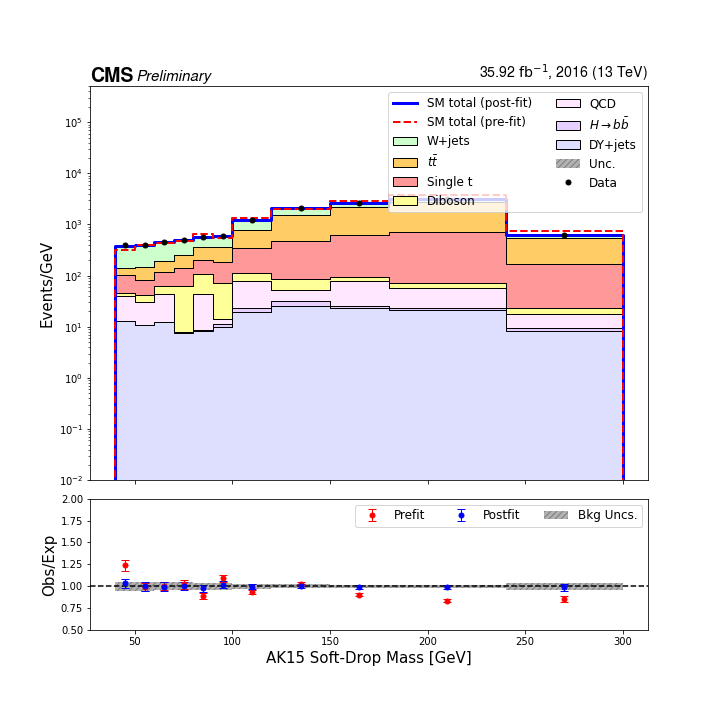 CMS Preliminary 35.92 fb⁻¹, 2016 (13 TeV)
SM total (post-fit)
SM total (pre-fit)
W+jets
tt̄
Single t
Diboson
QCD
H→bb̄
DY+jets
Unc.
Data
Events/GeV
10⁵
10⁴
10³
10²
10¹
10⁰
10⁻¹
10⁻²
Prefit Postfit Bkg Uncs.
Obs/Exp
2.00
1.75
1.50
1.25
1.00
0.75
0.50
50 100 150 200 250 300
AK15 Soft-Drop Mass [GeV]